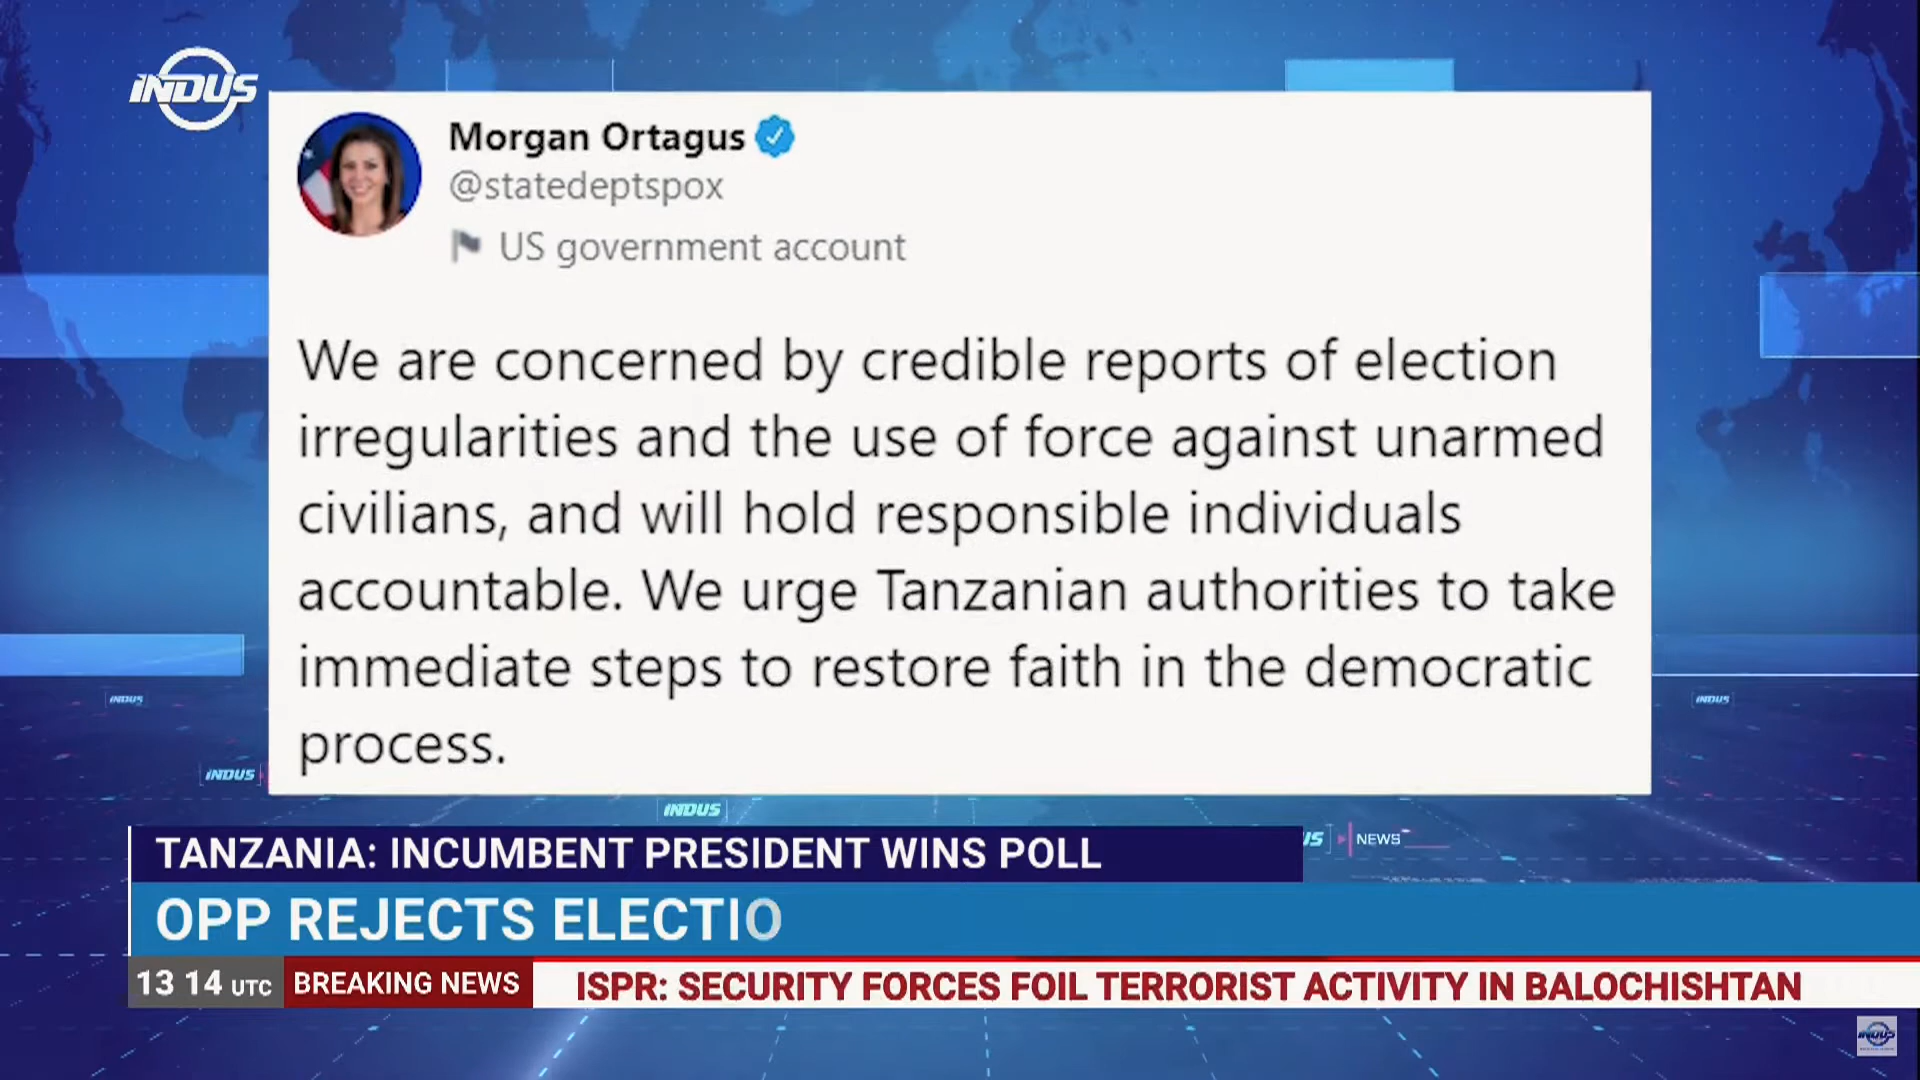 INDUS
Morgan Ortagus
@statedeptspox
US government account
We are concerned by credible reports of election
irregularities and the use of force against unarmed
civilians, and will hold responsible individuals
accountable. We urge Tanzanian authorities to take
immediate steps to restore faith in the democratic
process.
INDUS
INDUS
INDUS
INDUS
US NEWS
TANZANIA: INCUMBENT PRESIDENT WINS POLL
OPP REJECTS ELECTIO
13 14 UTC BREAKING NEWS ISPR: SECURITY FORCES FOIL TERRORIST ACTIVITY IN BALOCHISHTAN
INDUS